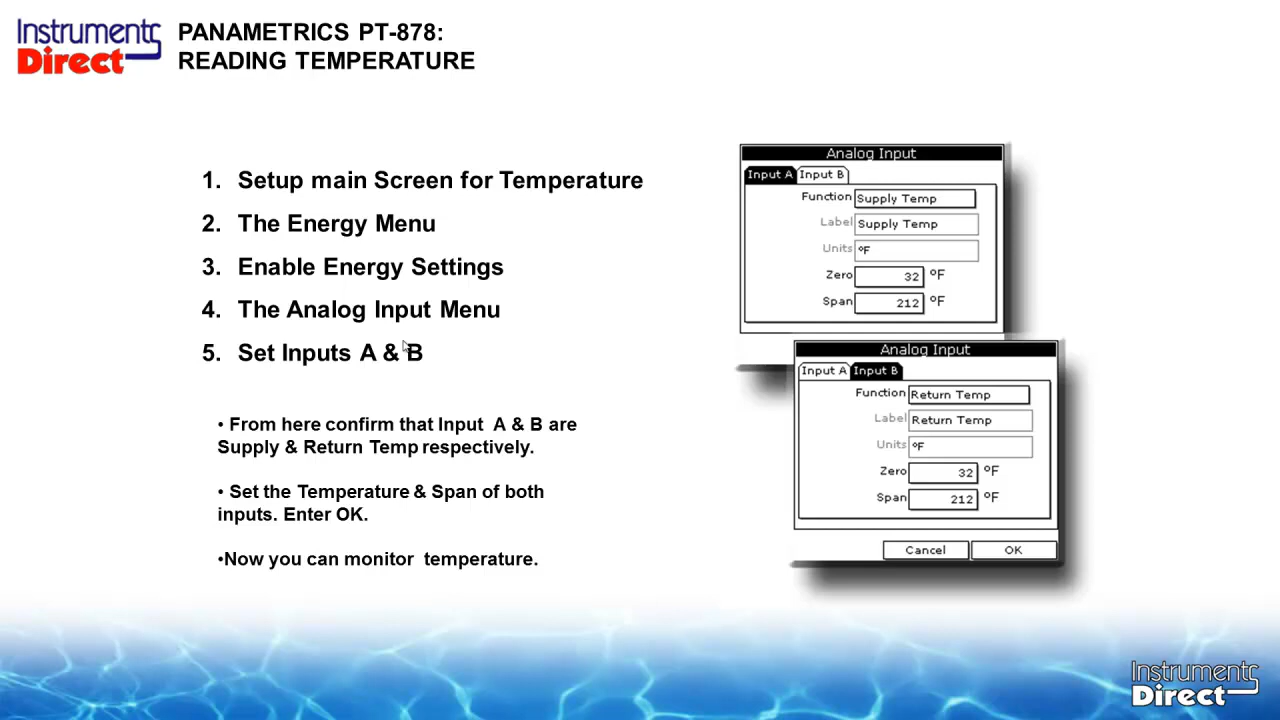 Instruments
Direct
PANAMETRICS PT-878:
READING TEMPERATURE
1. Setup main Screen for Temperature
2. The Energy Menu
3. Enable Energy Settings
4. The Analog Input Menu
5. Set Inputs A & B
• From here confirm that Input A & B are
Supply & Return Temp respectively.
• Set the Temperature & Span of both
inputs. Enter OK.
•Now you can monitor temperature.
Analog Input
Input A Input B
Function Supply Temp
Label Supply Temp
Units °F
Zero 32 °F
Span 212 °F
Analog Input
Input A Input B
Function Return Temp
Label Return Temp
Units °F
Zero 32 °F
Span 212 °F
Cancel OK
Instruments
Direct